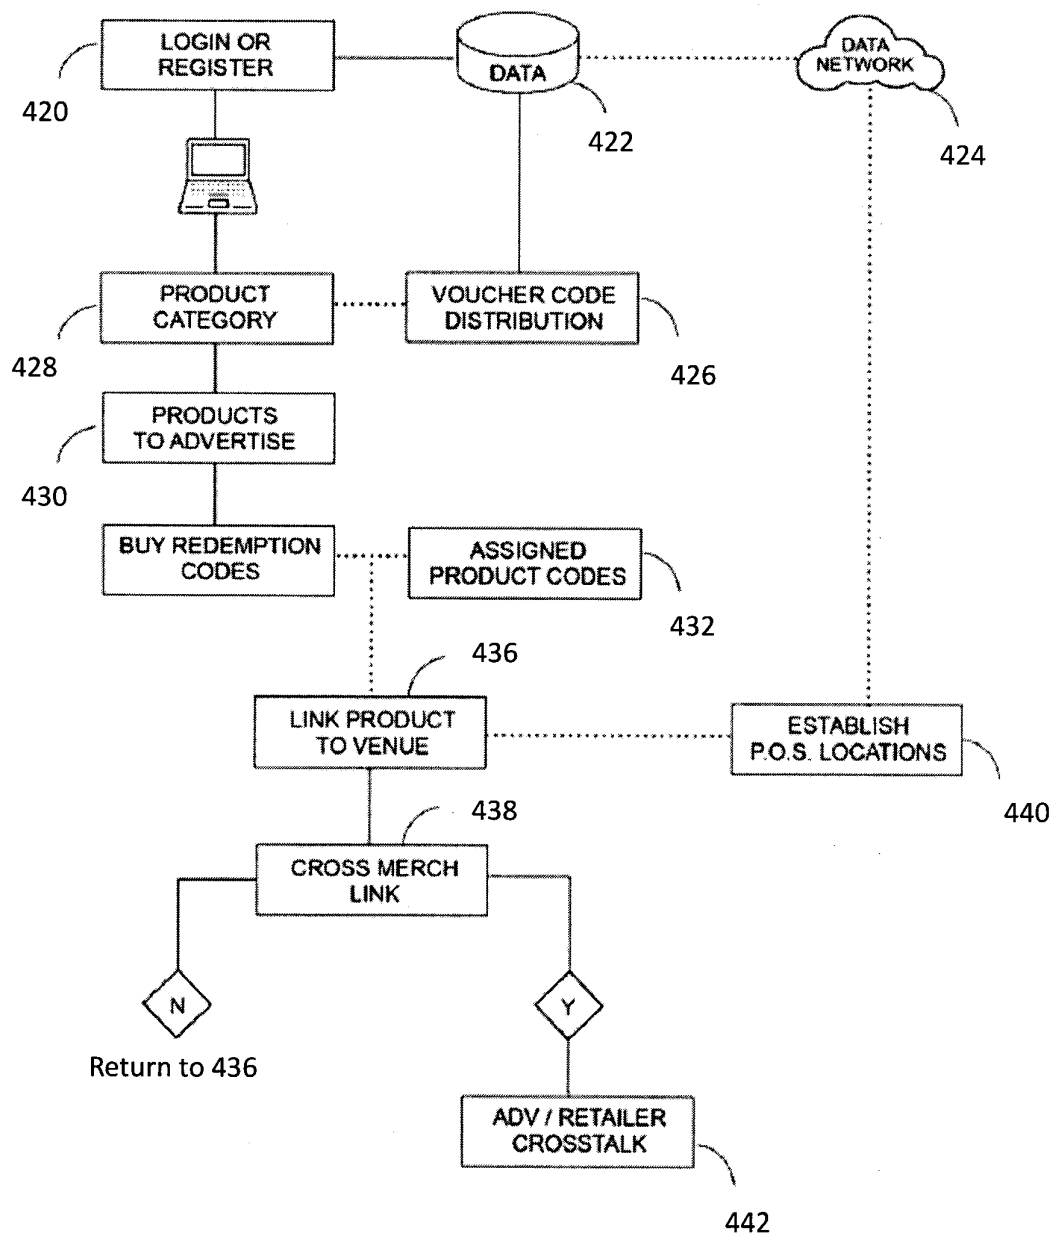 LOGIN OR
REGISTER
420
DATA
422
DATA
NETWORK
424
PRODUCT
CATEGORY
428
VOUCHER CODE
DISTRIBUTION
426
PRODUCTS
TO ADVERTISE
430
BUY REDEMPTION
CODES
ASSIGNED
PRODUCT CODES
432
436
LINK PRODUCT
TO VENUE
ESTABLISH
P.O.S. LOCATIONS
440
438
CROSS MERCH
LINK
N
Y
Return to 436
ADV / RETAILER
CROSSTALK
442